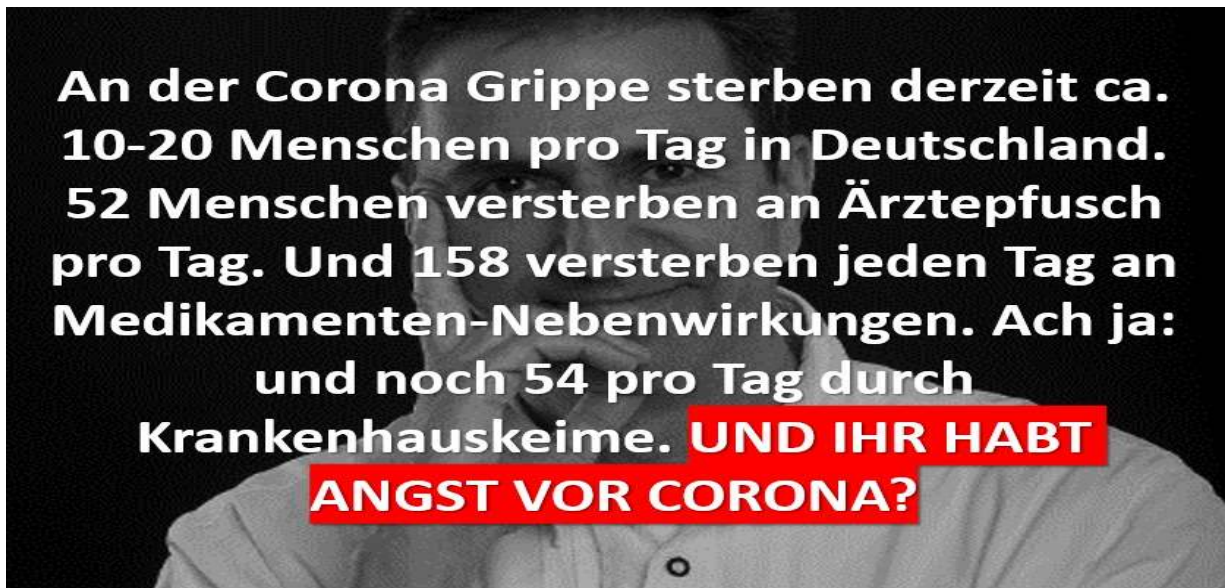 An der Corona Grippe sterben derzeit ca.
10-20 Menschen pro Tag in Deutschland.
52 Menschen versterben an Ärztepfusch
pro Tag. Und 158 versterben jeden Tag an
Medikamenten-Nebenwirkungen. Ach ja:
und noch 54 pro Tag durch
Krankenhauskeime. UND IHR HABT
ANGST VOR CORONA?